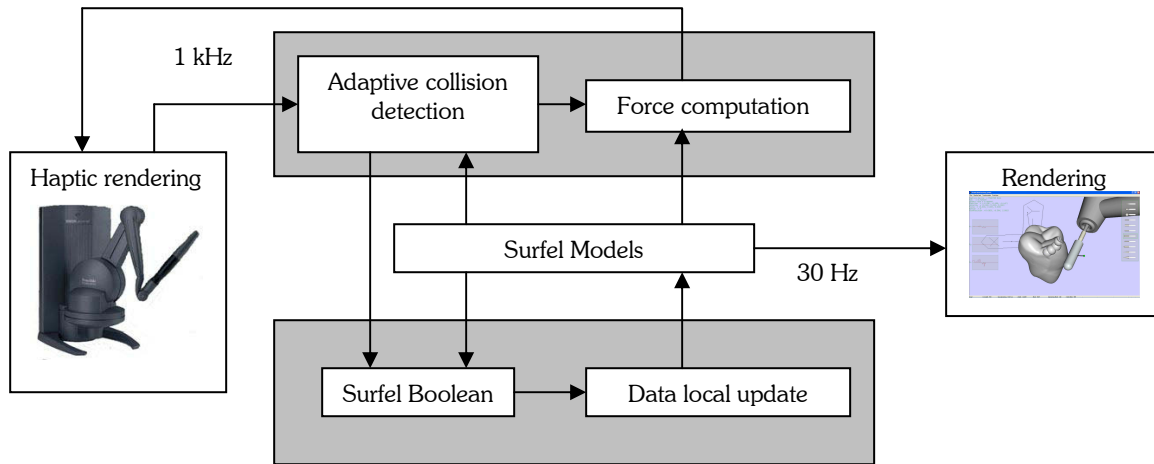 1 kHz
Adaptive collision
detection
Force computation
Haptic rendering
Rendering
Surfel Models
30 Hz
Surfel Boolean
Data local update